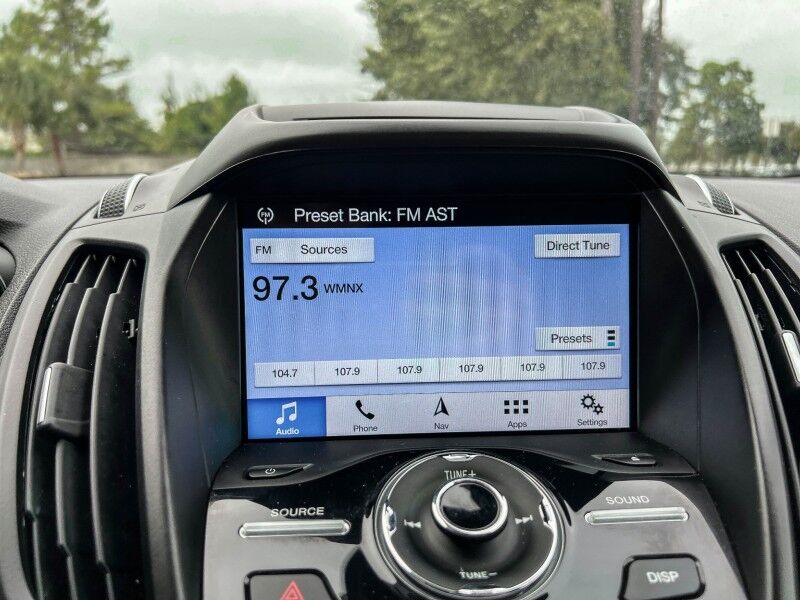 FM Preset Bank: FM AST
FM Sources Direct Tune
97.3 WMNX
Presets
104.7 107.9 107.9 107.9 107.9 107.9
Audio Phone Nav Apps Settings
TUNE+
SOURCE SOUND
TUNE-
DISP